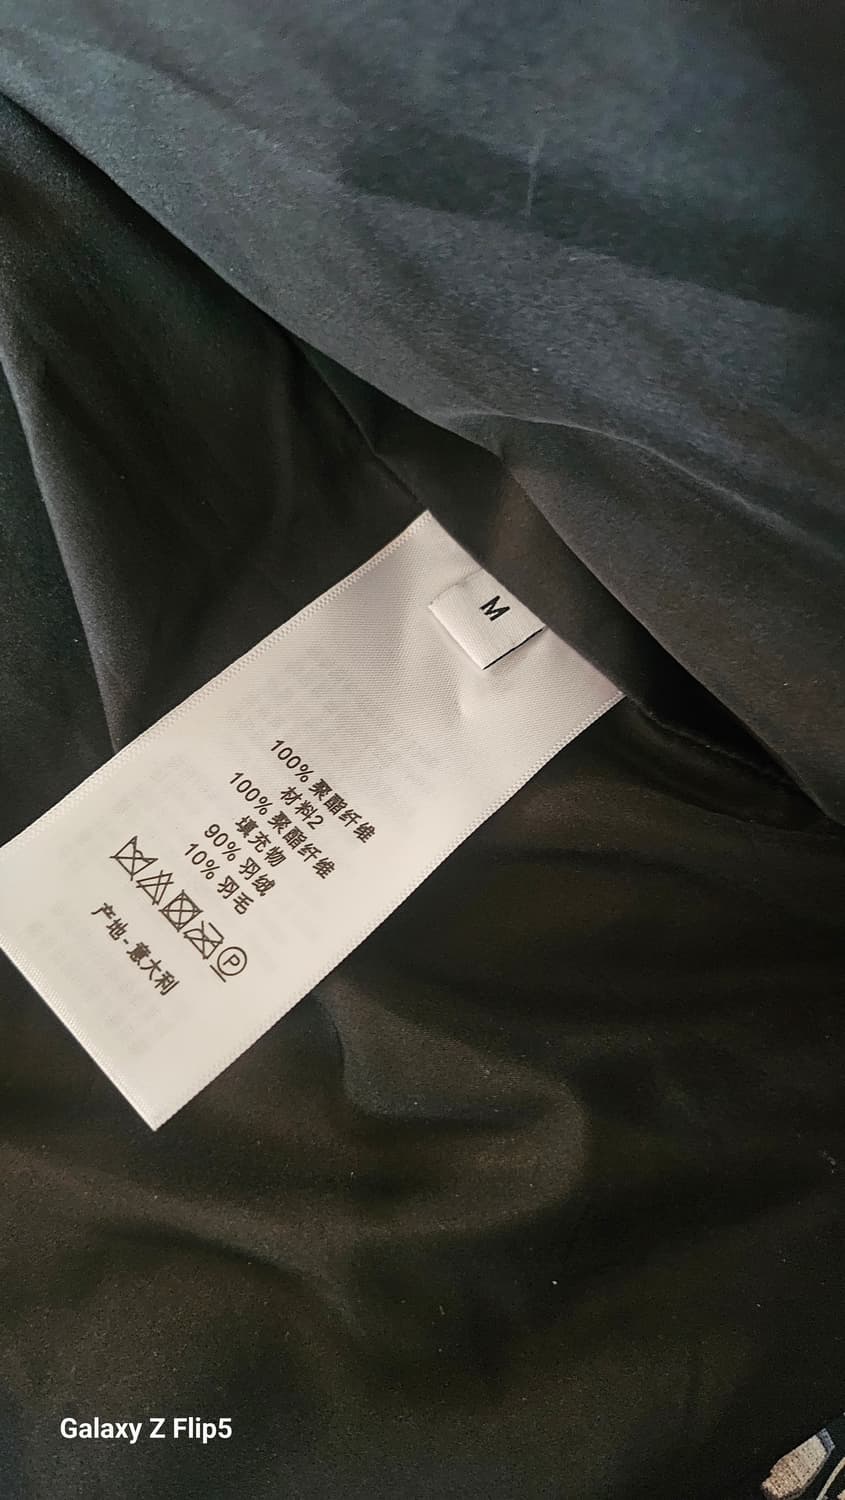 M
100% 聚酯纤维
材料2
100% 聚酯纤维
填充物
90% 羽绒
10% 羽毛
P
产地-意大利
Galaxy Z Flip5